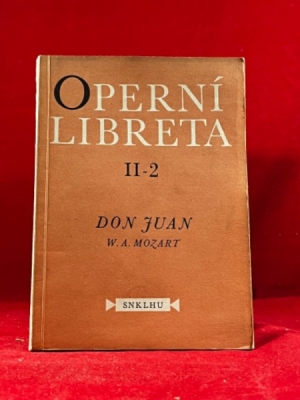 OPERNÍ
LIBRETA
II-2
DON JUAN
W. A. MOZART
SNKLHU